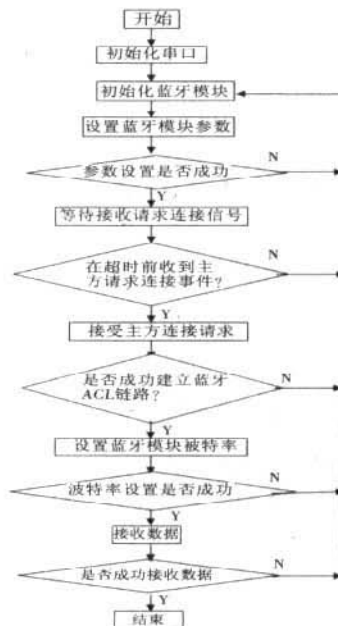 开始
初始化串口
初始化蓝牙模块
设置蓝牙模块参数
参数设置是否成功
N
Y
等待接收请求连接信号
在超时前收到主
方请求连接事件?
N
Y
接受主方连接请求
是否成功建立蓝牙
ACL链路?
N
Y
设置蓝牙模块被特率
波特率设置是否成功
N
Y
接收数据
是否成功接收数据
N
Y
结束